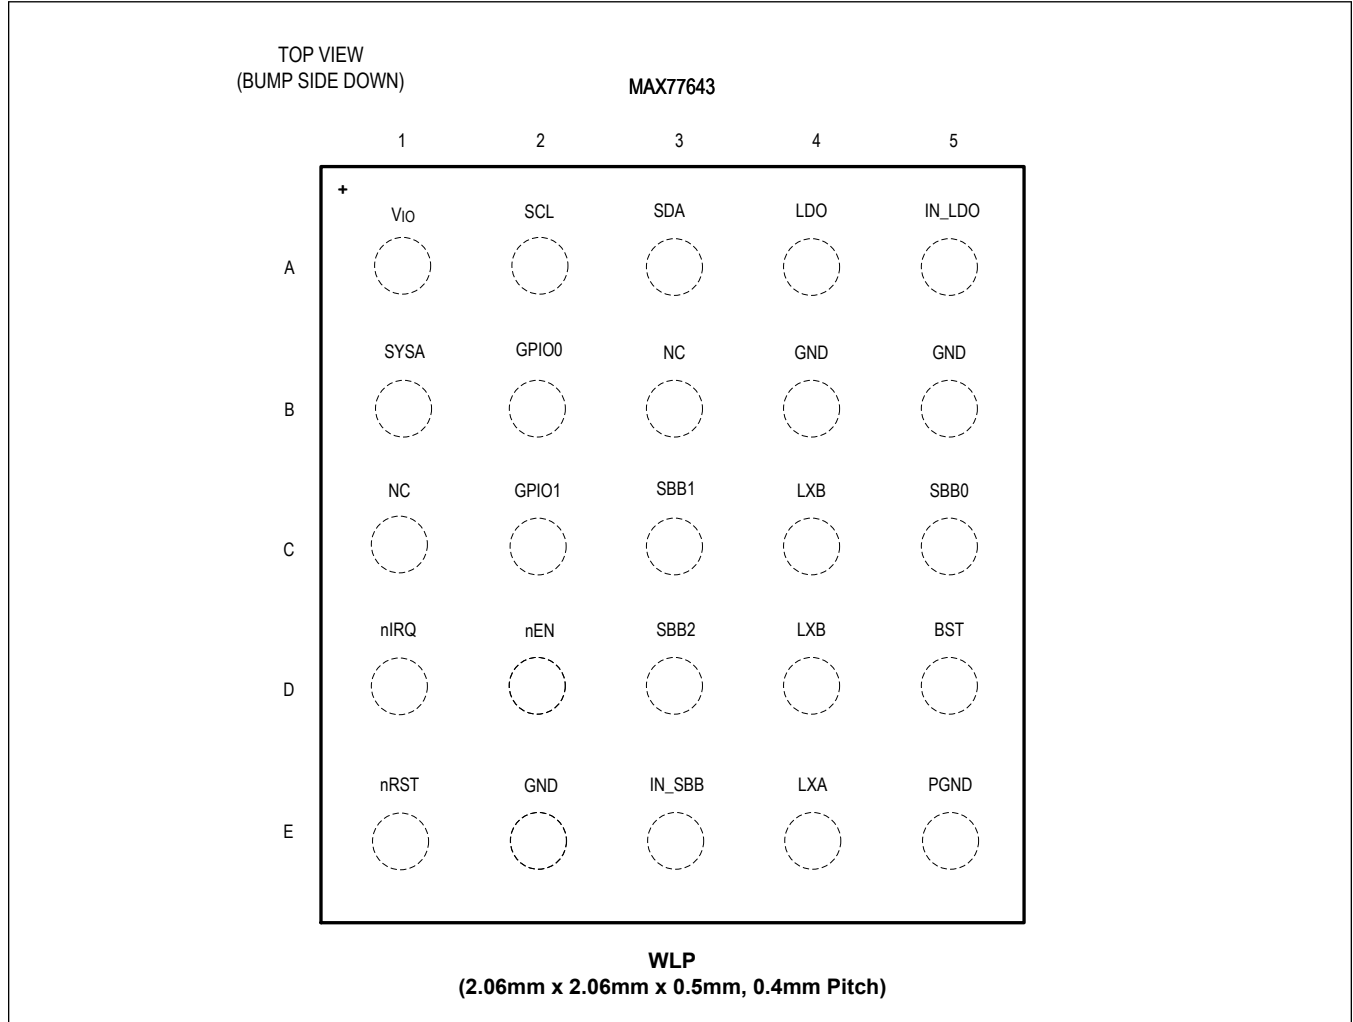 TOP VIEW
(BUMP SIDE DOWN)
MAX77643
1 2 3 4 5
+
VIO SCL SDA LDO IN_LDO
A
SYSA GPIO0 NC GND GND
B
NC GPIO1 SBB1 LXB SBB0
C
nIRQ nEN SBB2 LXB BST
D
nRST GND IN_SBB LXA PGND
E
WLP
(2.06mm x 2.06mm x 0.5mm, 0.4mm Pitch)